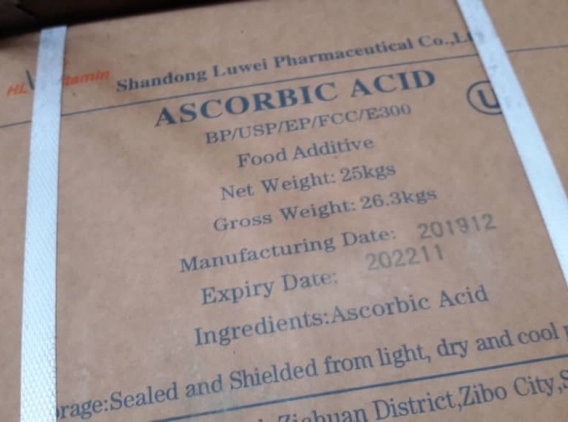 HL
Shandong Luwei Pharmaceutical Co.,L
ASCORBIC ACID
U
BP/USP/EP/FCC/E300
Food Additive
Net Weight: 25kgs
Gross Weight: 26.3kgs
Manufacturing Date: 201912
Expiry Date: 202211
Ingredients:Ascorbic Acid
rage:Sealed and Shielded from light, dry and cool
District,Zibo City,S